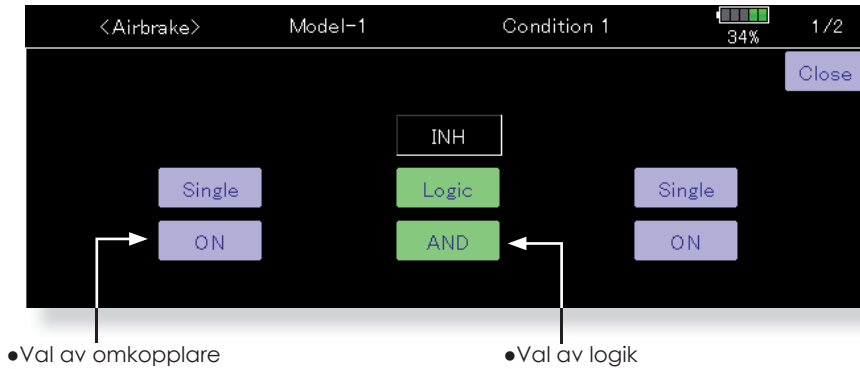 <Airbrake> Model-1 Condition 1 34% 1/2
Close
INH
Single Logic Single
ON AND ON
●Val av omkopplare ●Val av logik